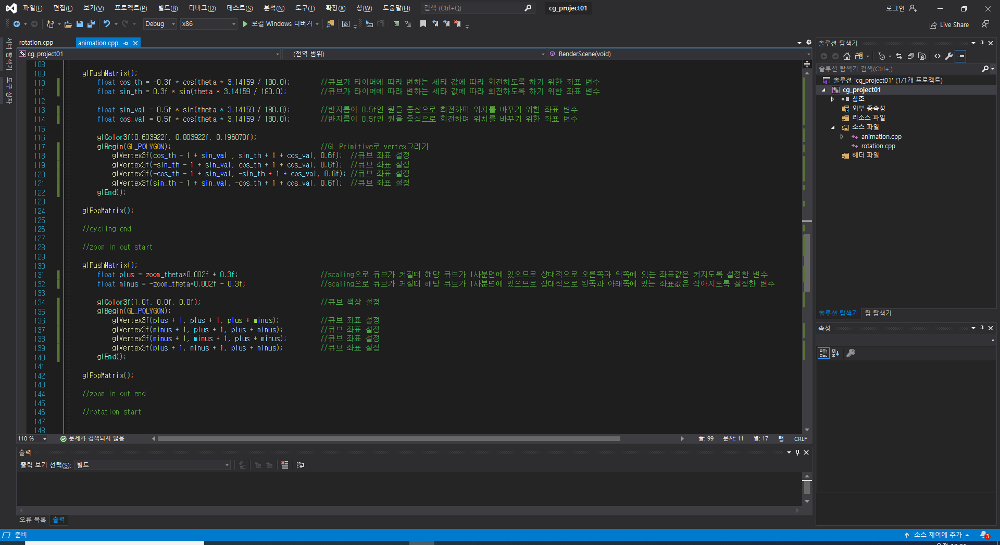 파일(F) 편집(E) 보기(V) 프로젝트(P) 빌드(B) 디버그(D) 테스트(S) 분석(N) 도구(T) 확장(X) 창(W) 도움말(H) 검색 (Ctrl+Q) cg_project01 로그인
Debug x86 로컬 Windows 디버거 Live Share
서버 탐색기
도구 상자
rotation.cpp animation.cpp
cg_project01 (전역 범위) RenderScene(void)
108
109 glPushMatrix();
110 float cos_th = -0.3f * cos(theta * 3.14159 / 180.0); //큐브가 타이머에 따라 변하는 세타 값에 따라 회전하도록 하기 위한 좌표 변수
111 float sin_th = 0.3f * sin(theta * 3.14159 / 180.0); //큐브가 타이머에 따라 변하는 세타 값에 따라 회전하도록 하기 위한 좌표 변수
112
113 float sin_val = 0.5f * sin(theta * 3.14159 / 180.0); //반지름이 0.5f인 원을 중심으로 회전하며 위치를 바꾸기 위한 좌표 변수
114 float cos_val = 0.5f * cos(theta * 3.14159 / 180.0); //반지름이 0.5f인 원을 중심으로 회전하며 위치를 바꾸기 위한 좌표 변수
115
116 glColor3f(0.603922f, 0.803922f, 0.196078f);
117 glBegin(GL_POLYGON); //GL Primitive로 vertex그리기
118 glVertex3f(cos_th - 1 + sin_val , sin_th + 1 + cos_val, 0.6f); //큐브 좌표 설정
119 glVertex3f(-sin_th - 1 + sin_val, cos_th + 1 + cos_val, 0.6f); //큐브 좌표 설정
120 glVertex3f(-cos_th - 1 + sin_val, -sin_th + 1 + cos_val, 0.6f); //큐브 좌표 설정
121 glVertex3f(sin_th - 1 + sin_val, -cos_th + 1 + cos_val, 0.6f); //큐브 좌표 설정
122 glEnd();
123
124 glPopMatrix();
125
126 //cycling end
127
128 //zoom in out start
129
130 glPushMatrix();
131 float plus = zoom_theta*0.002f + 0.3f; //scaling으로 큐브가 커질때 해당 큐브가 1사분면에 있으므로 상대적으로 오른쪽과 위쪽에 있는 좌표값은 커지도록 설정한 변수
132 float minus = -zoom_theta*0.002f - 0.3f; //scaling으로 큐브가 커질때 해당 큐브가 1사분면에 있으므로 상대적으로 왼쪽과 아래쪽에 있는 좌표값은 작아지도록 설정한 변수
133
134 glColor3f(1.0f, 0.0f, 0.0f); //큐브 색상 설정
135 glBegin(GL_POLYGON);
136 glVertex3f(plus + 1, plus + 1, plus + minus); //큐브 좌표 설정
137 glVertex3f(minus + 1, plus + 1, plus + minus); //큐브 좌표 설정
138 glVertex3f(minus + 1, minus + 1, plus + minus); //큐브 좌표 설정
139 glVertex3f(plus + 1, minus + 1, plus + minus); //큐브 좌표 설정
140 glEnd();
141
142 glPopMatrix();
143
144 //zoom in out end
145
146 //rotation start
147
148
110 % 문제가 검색되지 않음 줄: 99 문자: 11 열: 17 탭 CRLF
출력
출력 보기 선택(S): 빌드
오류 목록 출력
솔루션 탐색기
솔루션 탐색기 검색(Ctrl+;)
솔루션 'cg_project01' (1/1개 프로젝트)
cg_project01
참조
외부 종속성
리소스 파일
소스 파일
animation.cpp
rotation.cpp
헤더 파일
솔루션 탐색기 팀 탐색기
속성
준비 소스 제어에 추가 3